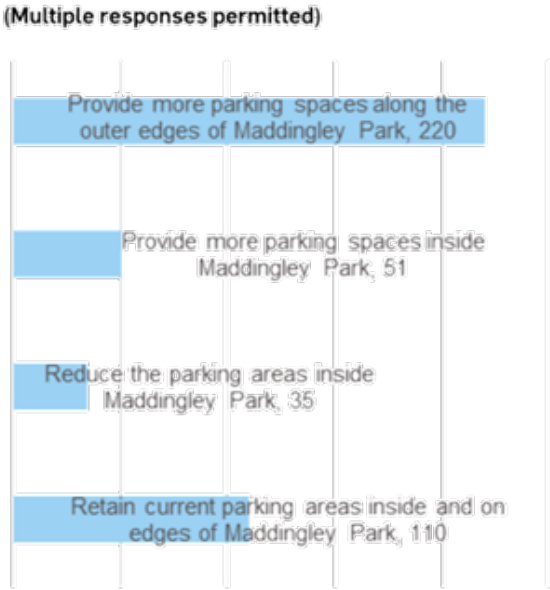 (Multiple responses permitted)
Provide more parking spaces along the
outer edges of Maddingley Park, 220
Provide more parking spaces inside
Maddingley Park, 51
Reduce the parking areas inside
Maddingley Park, 35
Retain current parking areas inside and on
edges of Maddingley Park, 110